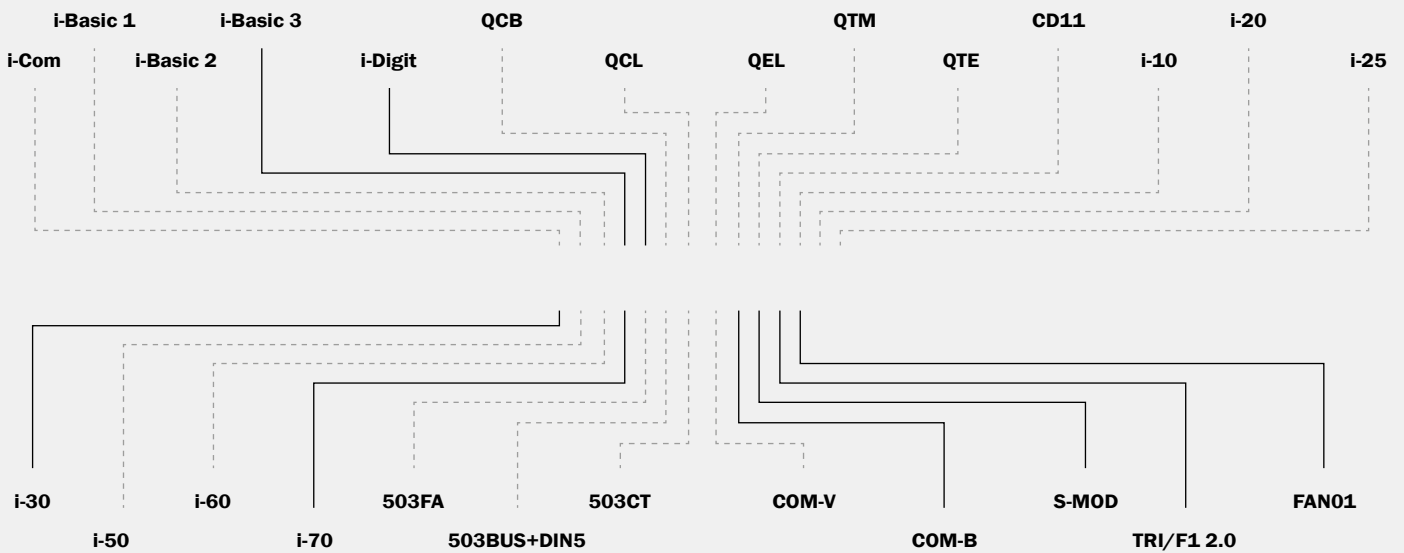 i-Basic 1 i-Basic 3 QCB QTM CD11 i-20
i-Com i-Basic 2 i-Digit QCL QEL QTE i-10 i-25
i-30 i-60 503FA 503CT COM-V S-MOD FAN01
i-50 i-70 503BUS+DIN5 COM-B TRI/F1 2.0